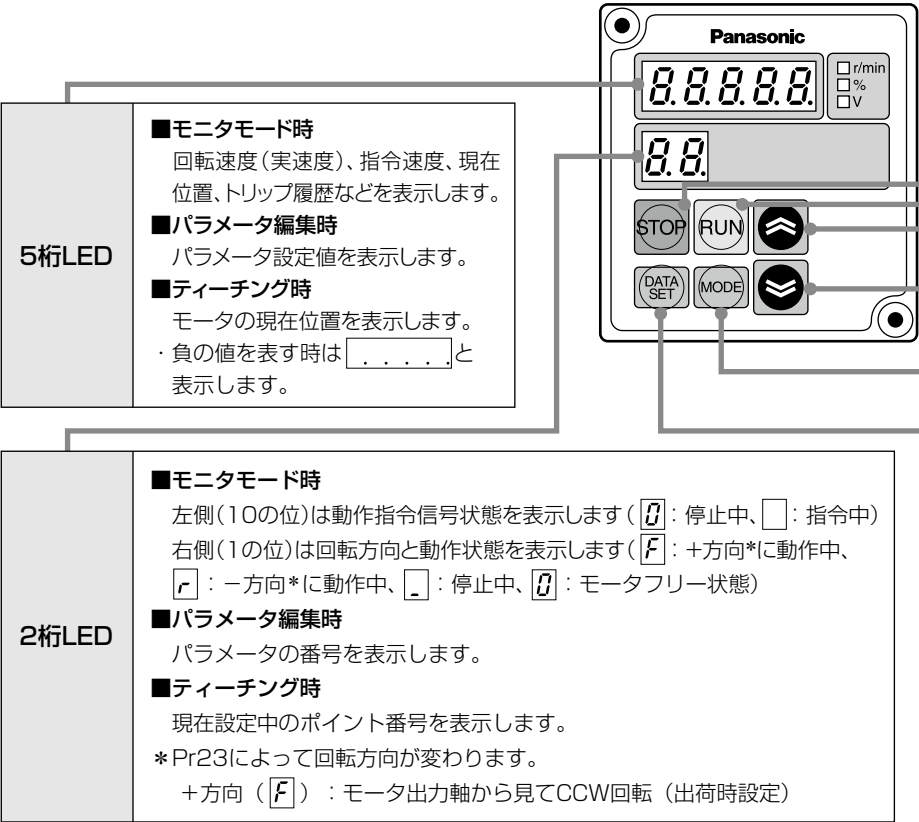 Panasonic
8.8.8.8.8.
r/min
%
V
8.8.
STOP
RUN
DATA
SET
MODE
5桁LED
■モニタモード時
回転速度(実速度)、指令速度、現在
位置、トリップ履歴などを表示します。
■パラメータ編集時
パラメータ設定値を表示します。
■ティーチング時
モータの現在位置を表示します。
・負の値を表す時は . . . . . と
表示します。
2桁LED
■モニタモード時
左側(10の位)は動作指令信号状態を表示します( 0 : 停止中、 : 指令中)
右側(1の位)は回転方向と動作状態を表示します( F : +方向*に動作中、
r : −方向*に動作中、 _ : 停止中、 0 : モータフリー状態)
■パラメータ編集時
パラメータの番号を表示します。
■ティーチング時
現在設定中のポイント番号を表示します。
*Pr23によって回転方向が変わります。
+方向( F ) : モータ出力軸から見てCCW回転(出荷時設定)